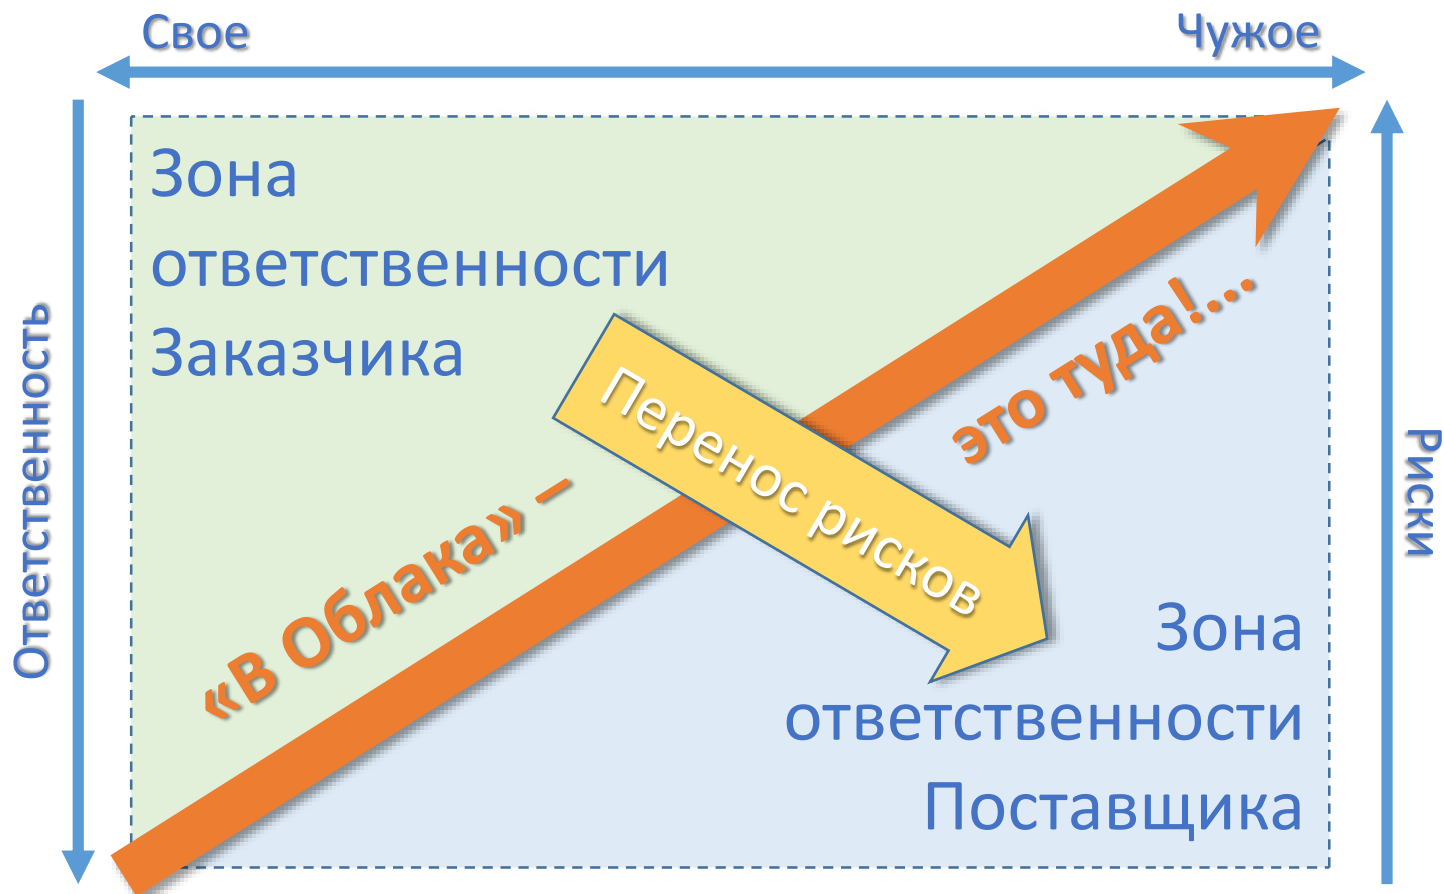 Свое
Чужое
Зона
ответственности
Заказчика
Ответственность
«В Облака» –
это туда!...
Перенос рисков
Риски
Зона
ответственности
Поставщика